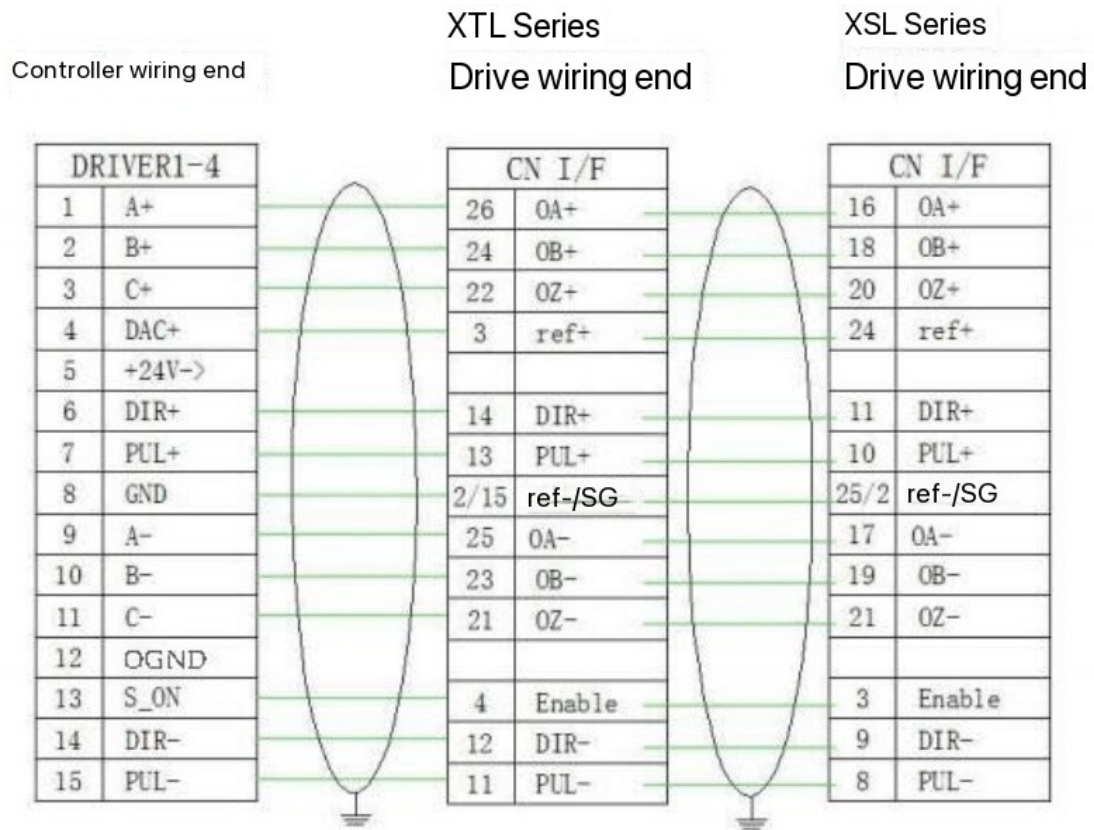 XTL Series
XSL Series
Controller wiring end
Drive wiring end
Drive wiring end
DRIVER1-4
CN I/F
CN I/F
1 A+ 26 OA+ 16 OA+
2 B+ 24 OB+ 18 OB+
3 C+ 22 OZ+ 20 OZ+
4 DAC+ 3 ref+ 24 ref+
5 +24V->
6 DIR+ 14 DIR+ 11 DIR+
7 PUL+ 13 PUL+ 10 PUL+
8 GND 2/15 ref-/SG 25/2 ref-/SG
9 A- 25 OA- 17 OA-
10 B- 23 OB- 19 OB-
11 C- 21 OZ- 21 OZ-
12 OGND
13 S_ON 4 Enable 3 Enable
14 DIR- 12 DIR- 9 DIR-
15 PUL- 11 PUL- 8 PUL-